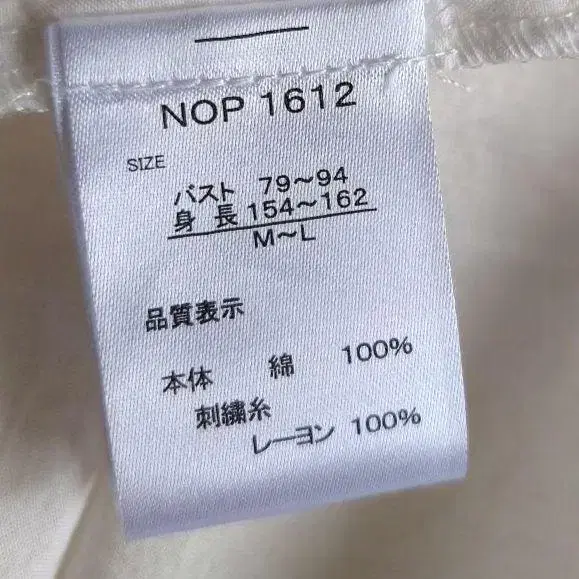 NOP 1612
SIZE
バスト 79～94
身 長 154～162
M～L
品質表示
本体 綿 100%
刺繍糸
レーヨン 100%